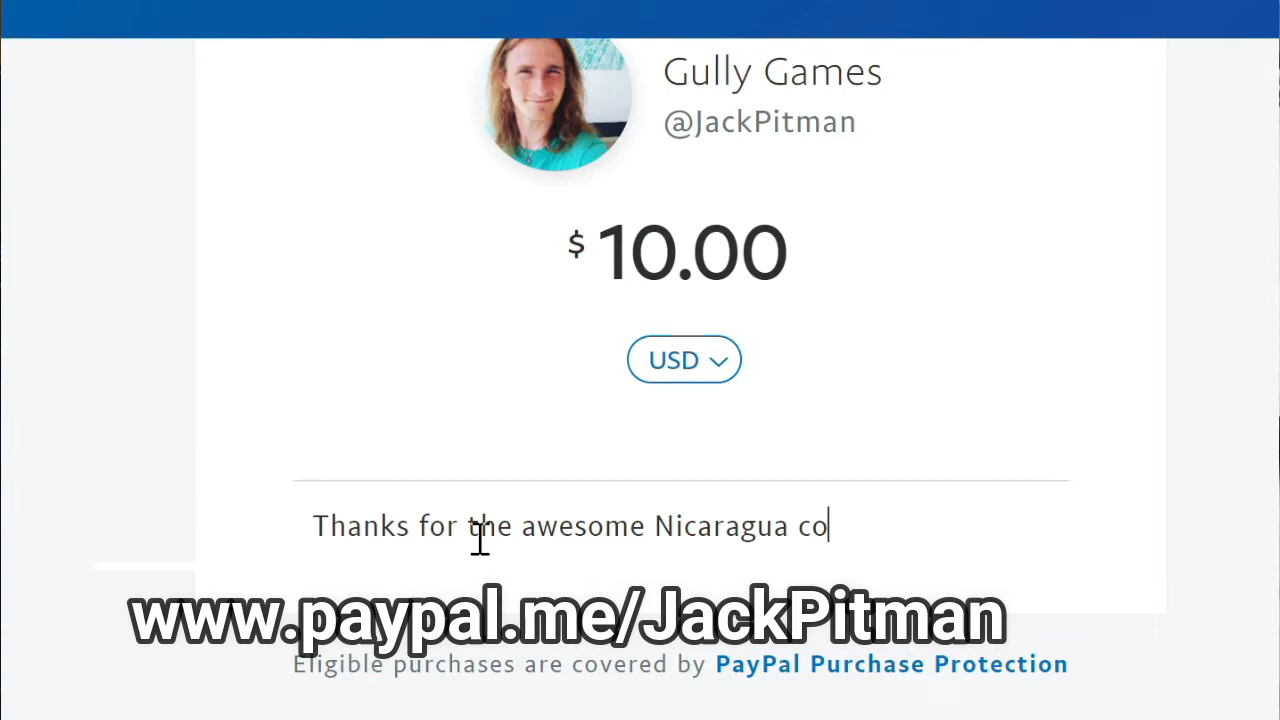 Gully Games
@JackPitman
$ 10.00
USD
Thanks for the awesome Nicaragua co
www.paypal.me/JackPitman
Eligible purchases are covered by PayPal Purchase Protection